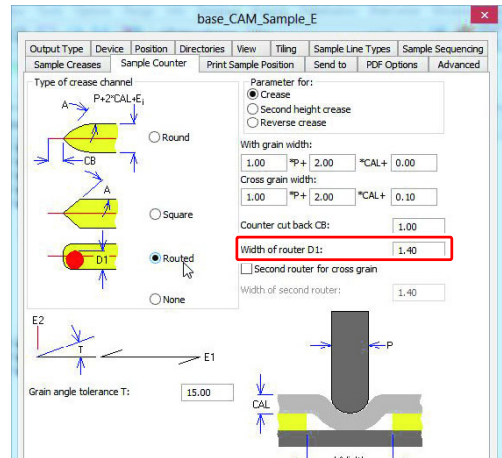 base_CAM_Sample_E
Output Type Device Position Directories View Tiling Sample Line Types Sample Sequencing
Sample Creases Sample Counter Print Sample Position Send to PDF Options Advanced
Type of crease channel
A
P+2*CAL+Ei
CB
Round
A
Square
D1
Routed
None
E2
T
E1
Grain angle tolerance T: 15.00
Parameter for:
Crease
Second height crease
Reverse crease
With grain width:
1.00 *P+ 2.00 *CAL+ 0.00
Cross grain width:
1.00 *P+ 2.00 *CAL+ 0.10
Counter cut back CB: 1.00
Width of router D1: 1.40
Second router for cross grain
Width of second router: 1.40
P
CAL